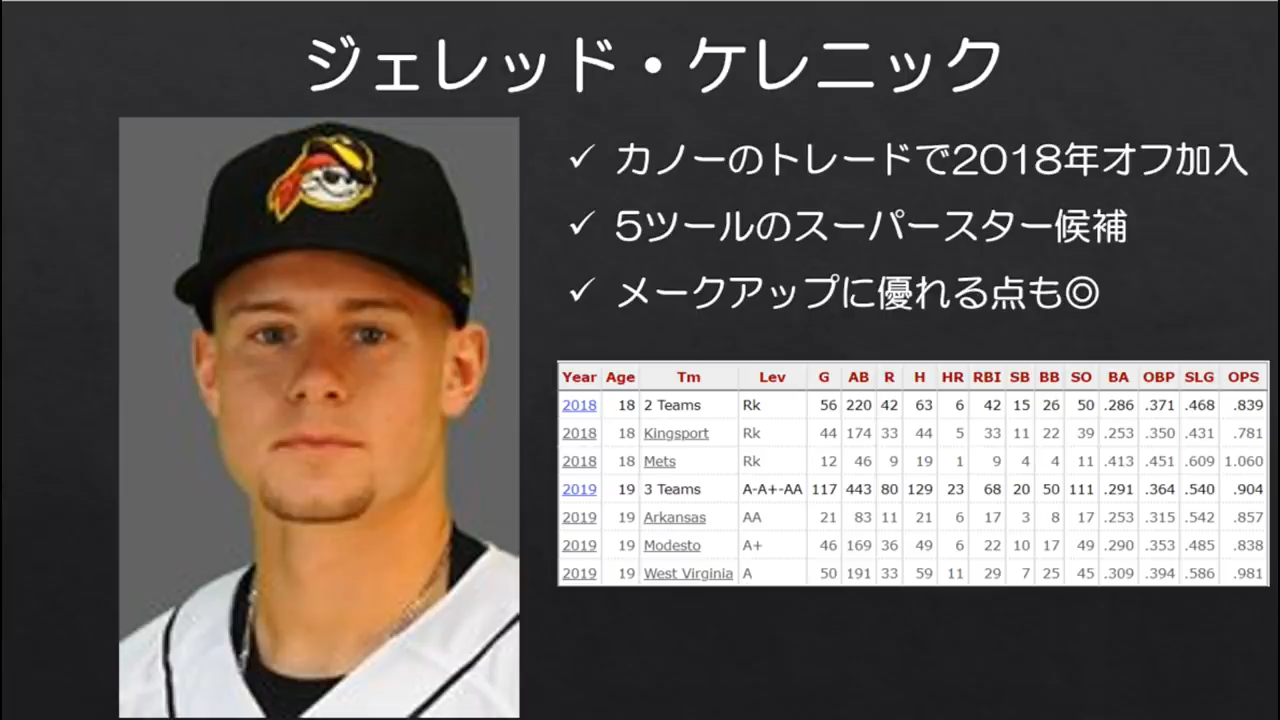 ジェレッド・ケレニック
✓ カノーのトレードで2018年オフ加入
✓ 5ツールのスーパースター候補
✓ メークアップに優れる点も◎
Year Age Tm Lev G AB R H HR RBI SB BB SO BA OBP SLG OPS
2018 18 2 Teams Rk 56 220 42 63 6 42 15 26 50 .286 .371 .468 .839
2018 18 Kingsport Rk 44 174 33 44 5 33 11 22 39 .253 .350 .431 .781
2018 18 Mets Rk 12 46 9 19 1 9 4 4 11 .413 .451 .609 1.060
2019 19 3 Teams A-A+-AA 117 443 80 129 23 68 20 50 111 .291 .364 .540 .904
2019 19 Arkansas AA 21 83 11 21 6 17 3 8 17 .253 .315 .542 .857
2019 19 Modesto A+ 46 169 36 49 6 22 10 17 49 .290 .353 .485 .838
2019 19 West Virginia A 50 191 33 59 11 29 7 25 45 .309 .394 .586 .981